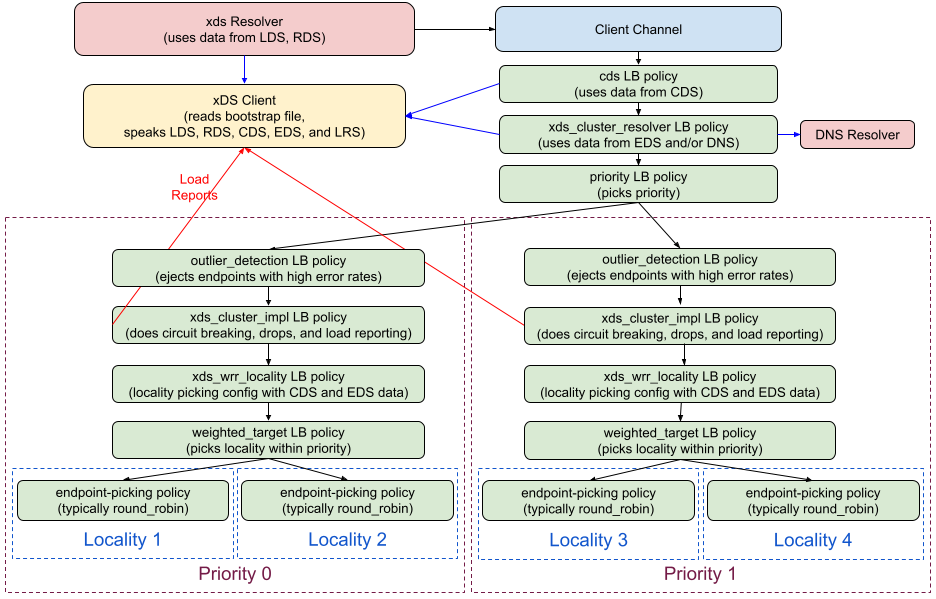 xds Resolver
(uses data from LDS, RDS)
Client Channel
cds LB policy
(uses data from CDS)
xDS Client
(reads bootstrap file,
speaks LDS, RDS, CDS, EDS, and LRS)
xds_cluster_resolver LB policy
(uses data from EDS and/or DNS)
DNS Resolver
priority LB policy
(picks priority)
Load
Reports
outlier_detection LB policy
(ejects endpoints with high error rates)
xds_cluster_impl LB policy
(does circuit breaking, drops, and load reporting)
xds_wrr_locality LB policy
(locality picking config with CDS and EDS data)
weighted_target LB policy
(picks locality within priority)
endpoint-picking policy
(typically round_robin)
Locality 1
endpoint-picking policy
(typically round_robin)
Locality 2
Priority 0
outlier_detection LB policy
(ejects endpoints with high error rates)
xds_cluster_impl LB policy
(does circuit breaking, drops, and load reporting)
xds_wrr_locality LB policy
(locality picking config with CDS and EDS data)
weighted_target LB policy
(picks locality within priority)
endpoint-picking policy
(typically round_robin)
Locality 3
endpoint-picking policy
(typically round_robin)
Locality 4
Priority 1